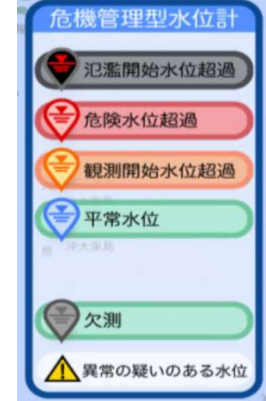 危機管理型水位計
氾濫開始水位超過
危険水位超過
観測開始水位超過
平常水位
欠測
異常の疑いのある水位